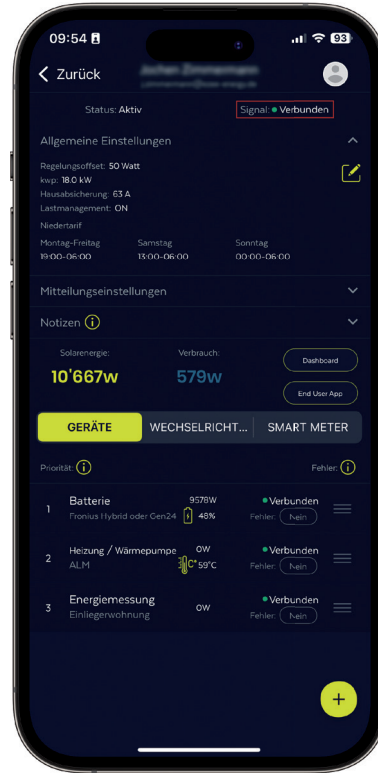 09:54 93
Zurück
Status: Aktiv Signal: Verbunden
Allgemeine Einstellungen
Regelungsoffset: 50 Watt
kwp: 18.0 kW
Hausabsicherung: 63 A
Lastmanagement: ON
Niedertarif
Montag-Freitag Samstag Sonntag
19:00-06:00 13:00-06:00 00:00-06:00
Mitteilungseinstellungen
Notizen
Solarenergie: Verbrauch: Dashboard
10'667w 579w
End User App
GERÄTE WECHSELRICHT... SMART METER
Priorität: Fehler:
1 Batterie 9578W Verbunden
Fronius Hybrid oder Gen24 48% Fehler: Nein
2 Heizung / Wärmepumpe 0W Verbunden
ALM C° 59°C Fehler: Nein
3 Energiemessung 0W Verbunden
Einliegerwohnung Fehler: Nein
+